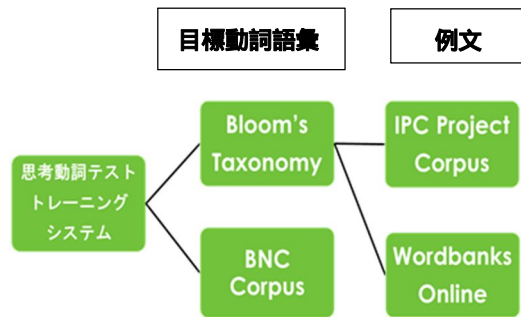 目標動詞語彙
例文
Bloom's
Taxonomy
IPC Project
Corpus
思考動詞テスト
トレーニング
システム
BNC
Corpus
Wordbanks
Online